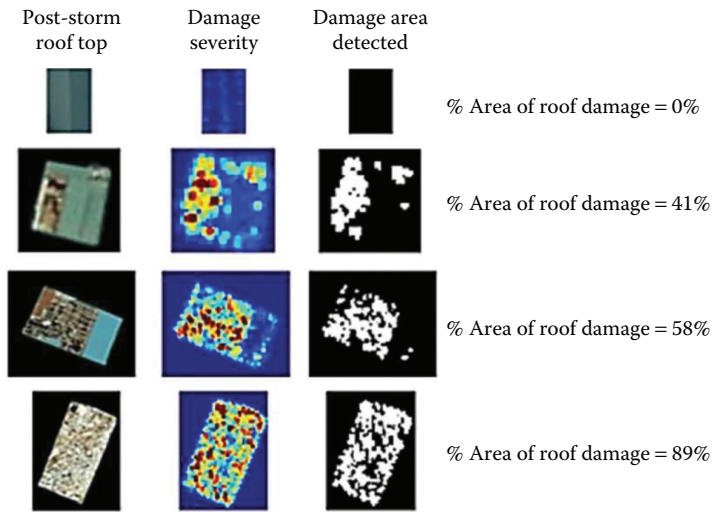 Post-storm
roof top
Damage
severity
Damage area
detected
% Area of roof damage = 0%
% Area of roof damage = 41%
% Area of roof damage = 58%
% Area of roof damage = 89%